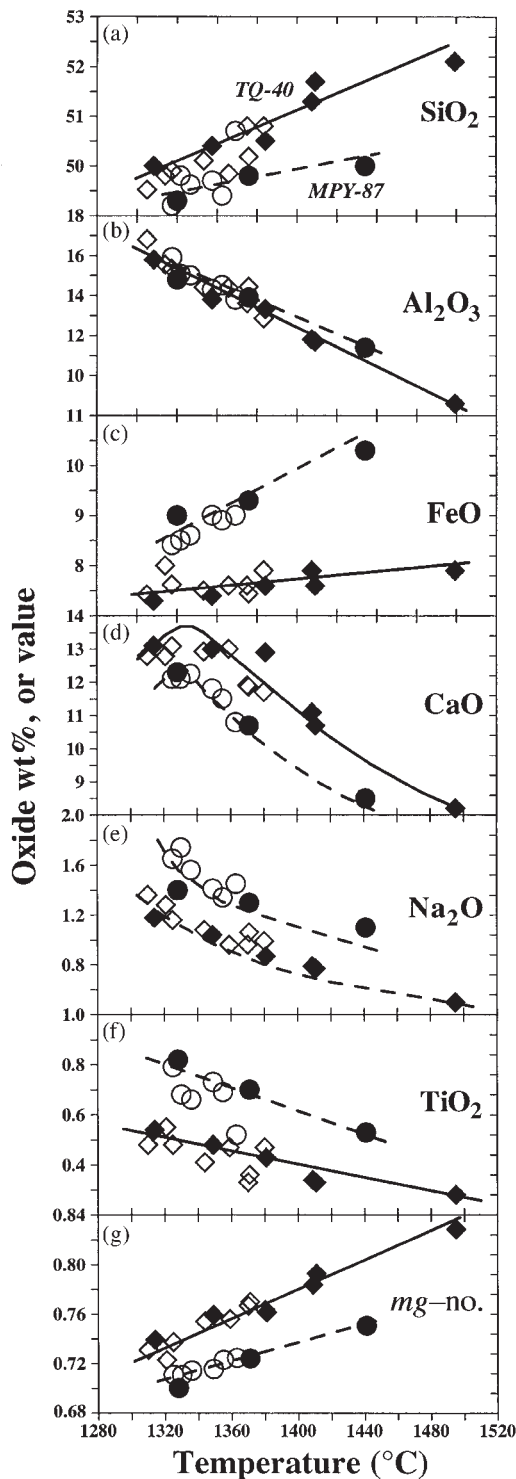 (a)
53
52
51
50
18
TQ-40
MPY-87
SiO2
(b)
16
14
12
10
11
Al2O3
(c)
10
9
8
14
FeO
(d)
13
12
11
10
9
2.0
CaO
(e)
1.6
1.2
0.8
1.0
Na2O
(f)
0.8
0.6
0.4
0.84
TiO2
(g)
0.80
0.76
0.72
0.68
mg–no.
Oxide wt%, or value
1280 1320 1360 1400 1440 1480 1520
Temperature (°C)